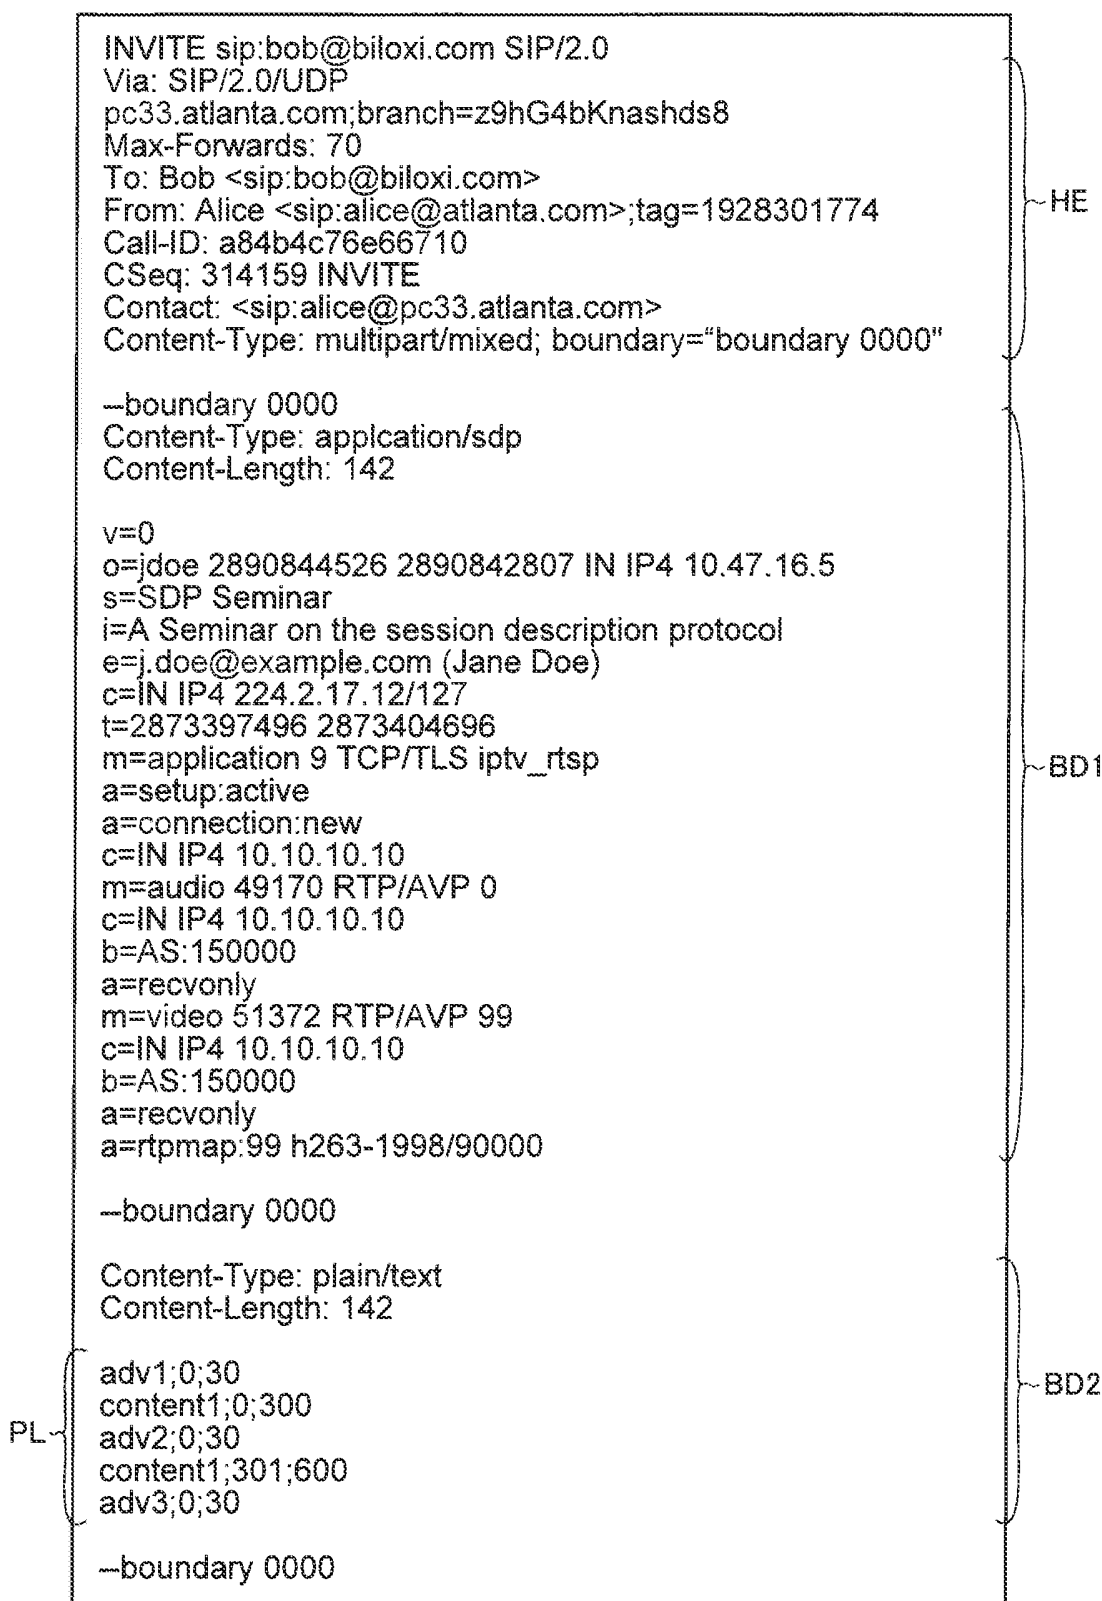 INVITE sip:bob@biloxi.com SIP/2.0
Via: SIP/2.0/UDP
pc33.atlanta.com;branch=z9hG4bKnashds8
Max-Forwards: 70
To: Bob <sip:bob@biloxi.com>
From: Alice <sip:alice@atlanta.com>;tag=1928301774
Call-ID: a84b4c76e66710
CSeq: 314159 INVITE
Contact: <sip:alice@pc33.atlanta.com>
Content-Type: multipart/mixed; boundary=“boundary 0000"
HE
--boundary 0000
Content-Type: applcation/sdp
Content-Length: 142
v=0
o=jdoe 2890844526 2890842807 IN IP4 10.47.16.5
s=SDP Seminar
i=A Seminar on the session description protocol
e=j.doe@example.com (Jane Doe)
c=IN IP4 224.2.17.12/127
t=2873397496 2873404696
m=application 9 TCP/TLS iptv_rtsp
a=setup:active
a=connection:new
c=IN IP4 10.10.10.10
m=audio 49170 RTP/AVP 0
c=IN IP4 10.10.10.10
b=AS:150000
a=recvonly
m=video 51372 RTP/AVP 99
c=IN IP4 10.10.10.10
b=AS:150000
a=recvonly
a=rtpmap:99 h263-1998/90000
BD1
--boundary 0000
Content-Type: plain/text
Content-Length: 142
adv1;0;30
content1;0;300
adv2;0;30
content1;301;600
adv3;0;30
PL
BD2
--boundary 0000